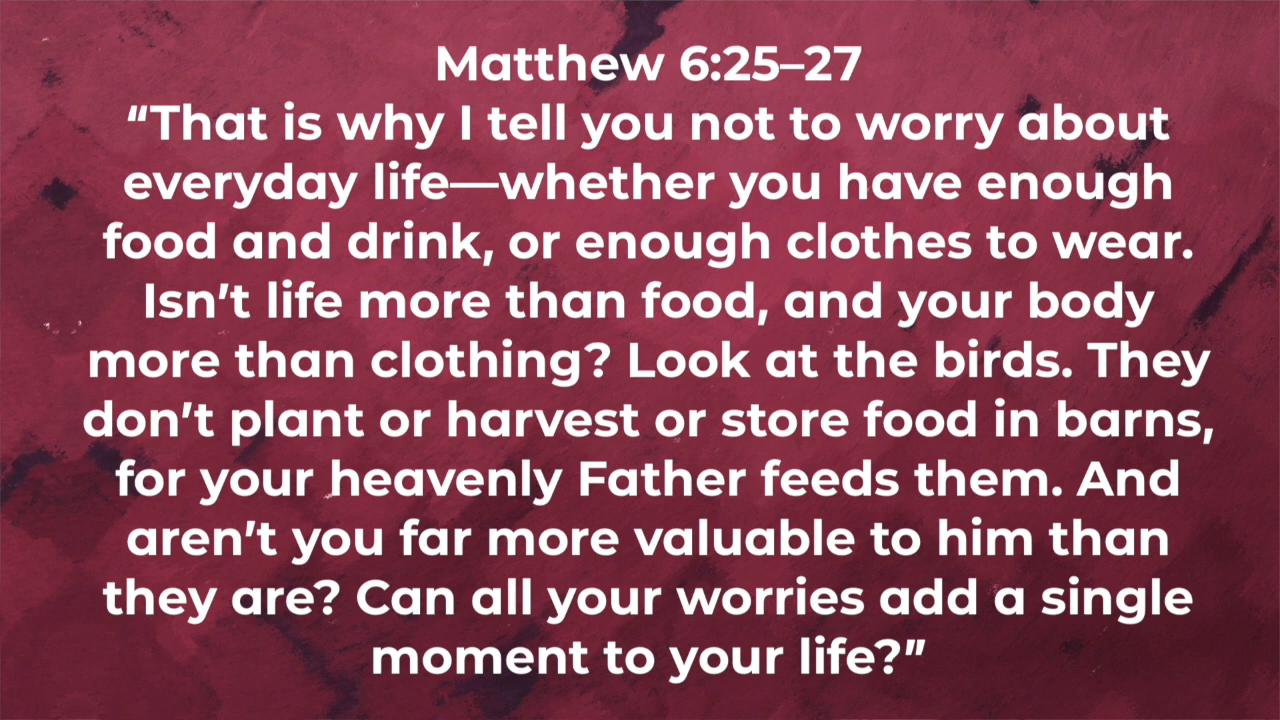 Matthew 6:25–27
“That is why I tell you not to worry about
everyday life—whether you have enough
food and drink, or enough clothes to wear.
Isn’t life more than food, and your body
more than clothing? Look at the birds. They
don’t plant or harvest or store food in barns,
for your heavenly Father feeds them. And
aren’t you far more valuable to him than
they are? Can all your worries add a single
moment to your life?”